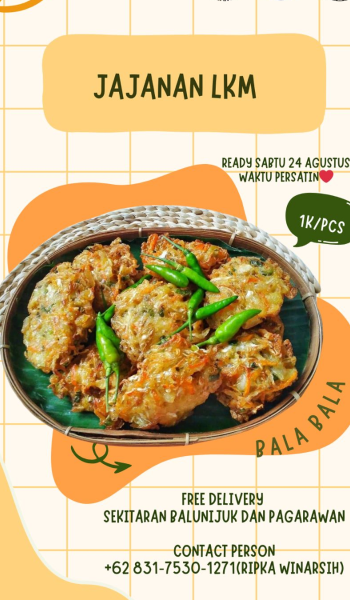 JAJANAN LKM
READY SABTU 24 AGUSTUS
WAKTU PERSATIN❤
1K/PCS
BALA BALA
FREE DELIVERY
SEKITARAN BALUNIJUK DAN PAGARAWAN
CONTACT PERSON
+62 831-7530-1271(RIPKA WINARSIH)